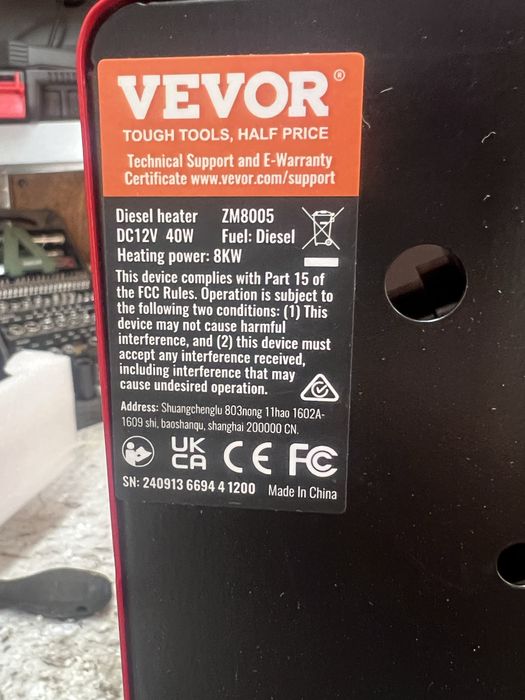 VEVOR®
TOUGH TOOLS, HALF PRICE
Technical Support and E-Warranty
Certificate www.vevor.com/support
Diesel heater ZM8005
DC12V 40W Fuel: Diesel
Heating power: 8KW
This device complies with Part 15 of
the FCC Rules. Operation is subject to
the following two conditions: (1) This
device may not cause harmful
interference, and (2) this device must
accept any interference received,
including interference that may
cause undesired operation.
Address: Shuangchenglu 803nong 11hao 1602A-
1609 shi, baoshanqu, shanghai 200000 CN.
UK
CA CE FC
SN: 240913 6694 4 1200 Made In China